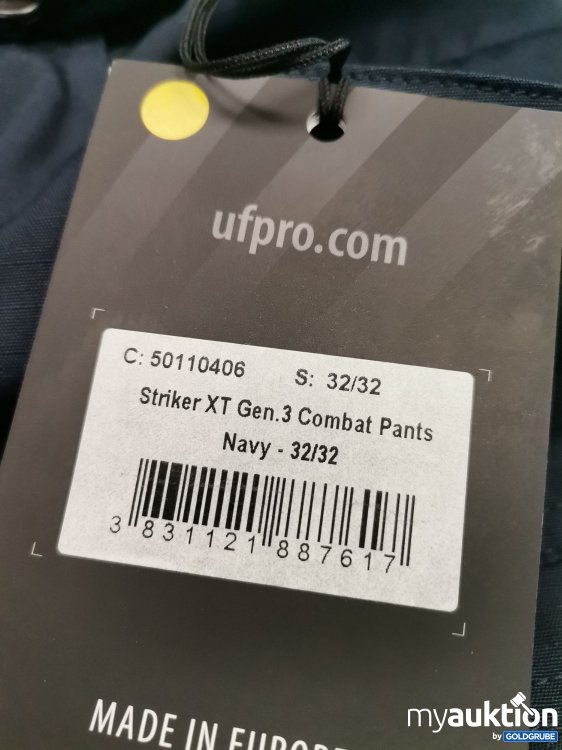 ufpro.com
C: 50110406 S: 32/32
Striker XT Gen.3 Combat Pants
Navy - 32/32
3 831121 887617
MADE IN EUROPE
myauktion
by GOLDGRUBE